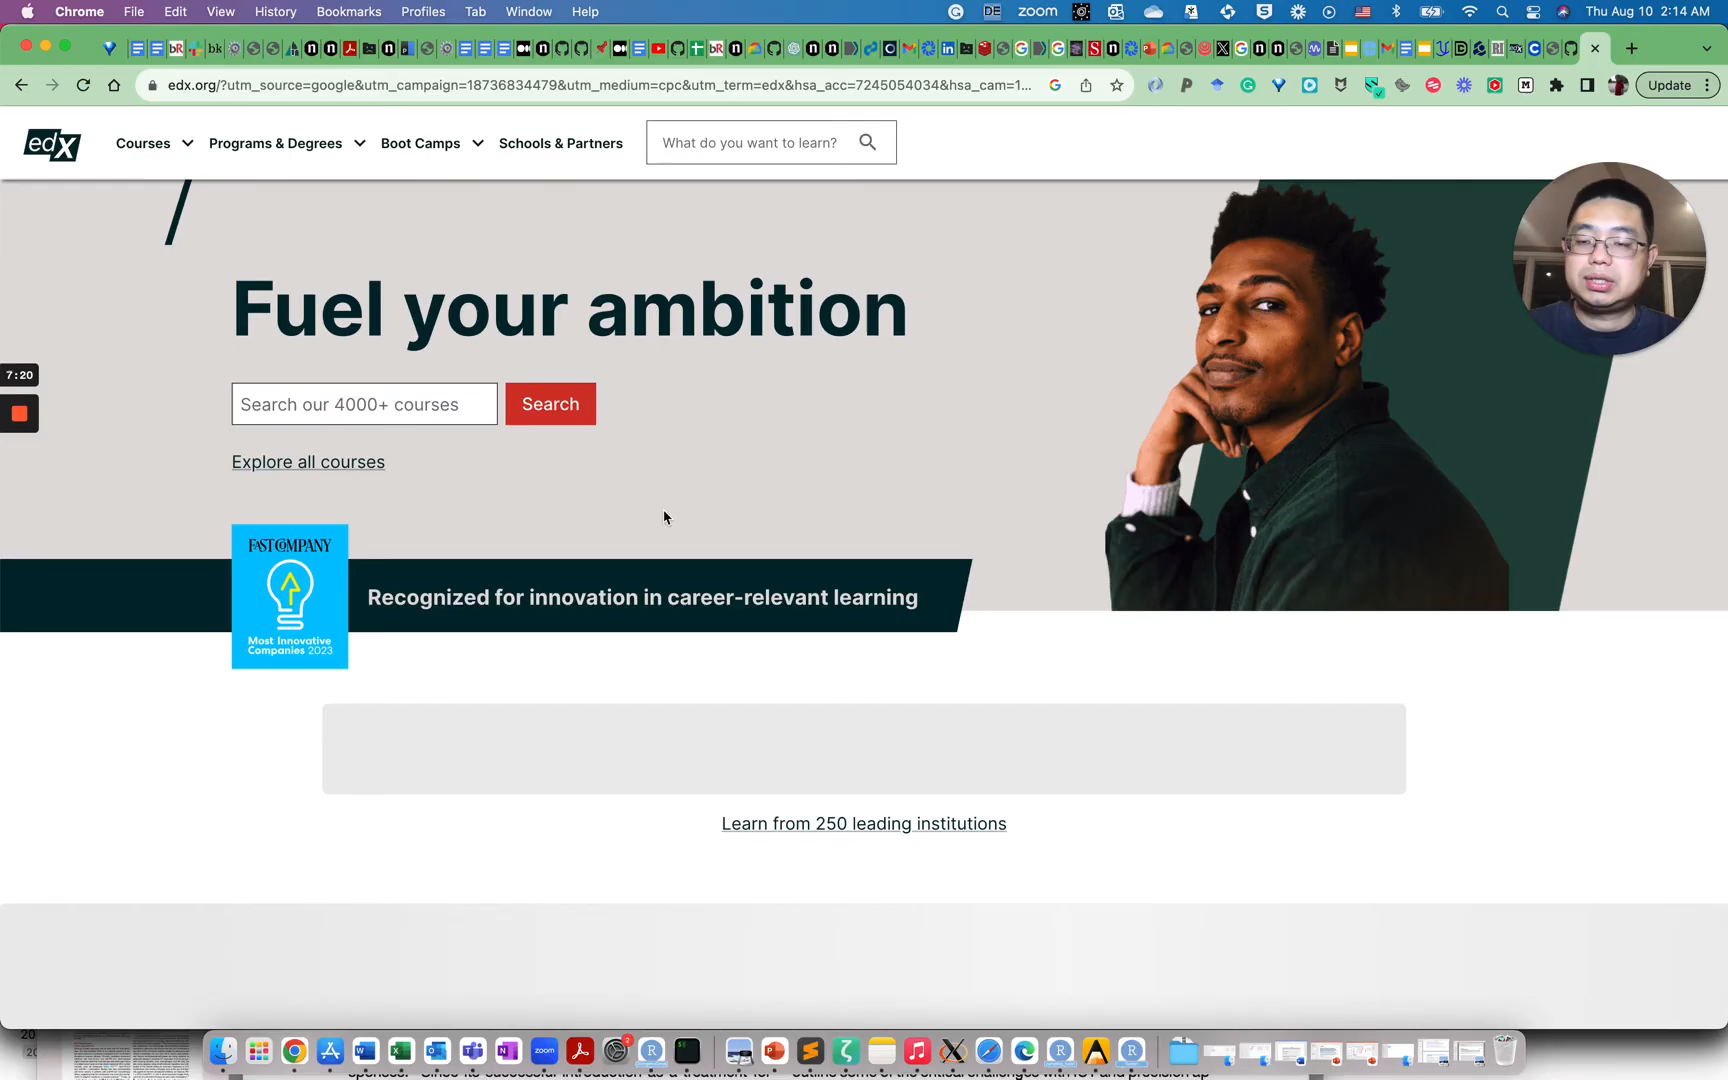 Chrome File Edit View History Bookmarks Profiles Tab Window Help zoom Thu Aug 10 2:14 AM
edx.org/?utm_source=google&utm_campaign=18736834479&utm_medium=cpc&utm_term=edx&hsa_acc=7245054034&hsa_cam=1... Update
edX Courses Programs & Degrees Boot Camps Schools & Partners What do you want to learn?
Fuel your ambition
7:20
Search our 4000+ courses Search
Explore all courses
FAST COMPANY
Recognized for innovation in career-relevant learning
Most Innovative
Companies 2023
Learn from 250 leading institutions